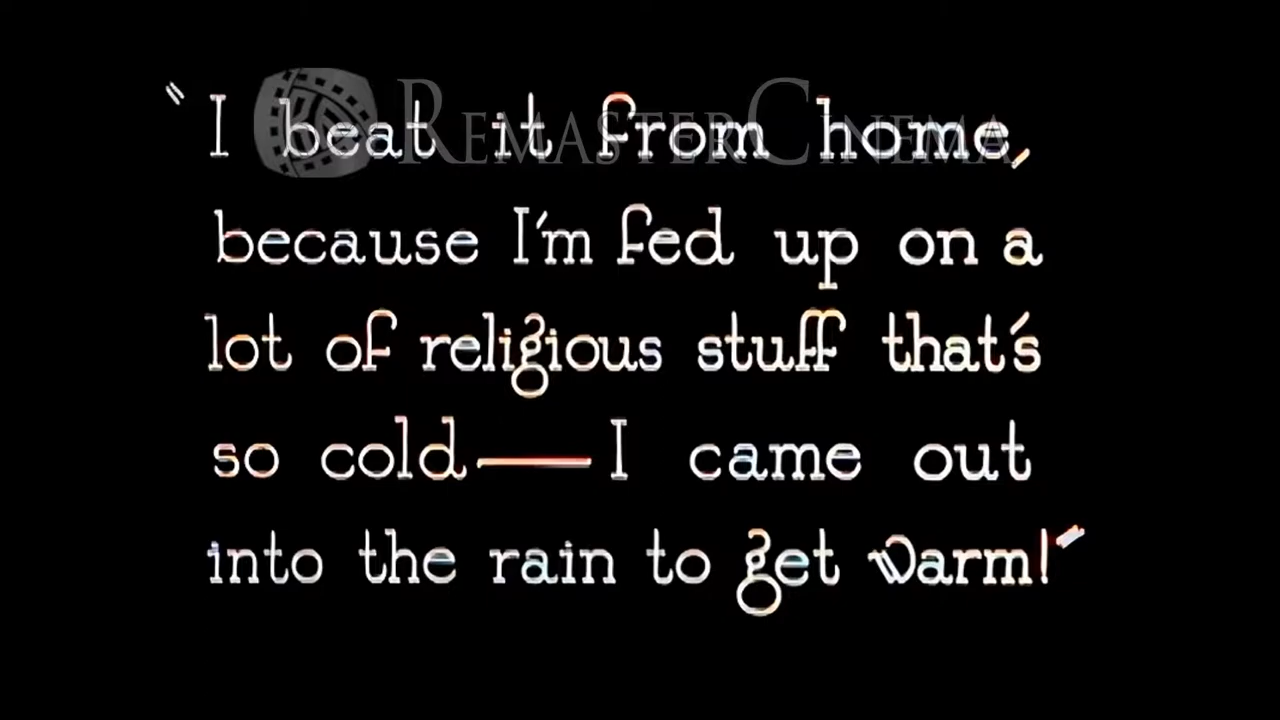 REMASTERCINEMA
"I beat it from home,
because I'm fed up on a
lot of religious stuff that's
so cold—I came out
into the rain to get warm!"